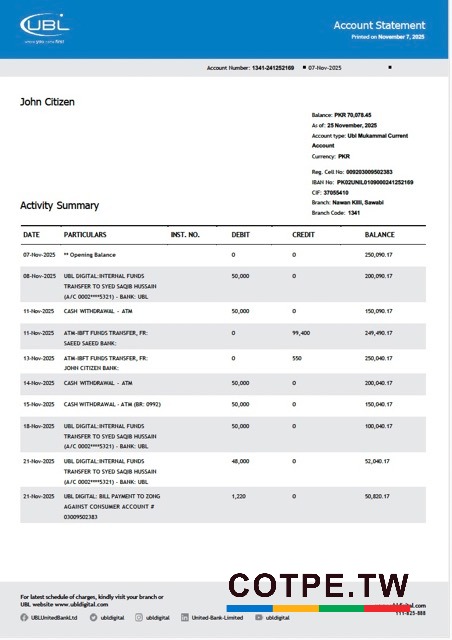 UBL
where you come first
Account Statement
Printed on November 7, 2025
Account Number: 1341-241252169 ■ 07-Nov-2025 ■
John Citizen
Balance: PKR 70,078.45
As of: 25 November, 2025
Account type: Ubl Mukammal Current
Account
Currency: PKR
Reg. Cell No: 009203009502383
IBAN No: PK02UNIL0109000241252169
CIF: 37055410
Branch: Nawan Killi, Sawabi
Branch Code: 1341
Activity Summary
DATE PARTICULARS INST. NO. DEBIT CREDIT BALANCE
07-Nov-2025 ** Opening Balance 0 0 250,090.17
08-Nov-2025 UBL DIGITAL:INTERNAL FUNDS 50,000 0 200,090.17
TRANSFER TO SYED SAQIB HUSSAIN
(A/C 0002****5321) - BANK: UBL
11-Nov-2025 CASH WITHDRAWAL - ATM 50,000 0 150,090.17
11-Nov-2025 ATM-IBFT FUNDS TRANSFER, FR: 0 99,400 249,490.17
SAEED SAEED BANK:
13-Nov-2025 ATM-IBFT FUNDS TRANSFER, FR: 0 550 250,040.17
JOHN CITIZEN BANK:
14-Nov-2025 CASH WITHDRAWAL - ATM 50,000 0 200,040.17
15-Nov-2025 CASH WITHDRAWAL - ATM (BR: 0992) 50,000 0 150,040.17
18-Nov-2025 UBL DIGITAL:INTERNAL FUNDS 50,000 0 100,040.17
TRANSFER TO SYED SAQIB HUSSAIN
(A/C 0002****5321) - BANK: UBL
21-Nov-2025 UBL DIGITAL:INTERNAL FUNDS 48,000 0 52,040.17
TRANSFER TO SYED SAQIB HUSSAIN
(A/C 0002****5321) - BANK: UBL
21-Nov-2025 UBL DIGITAL: BILL PAYMENT TO ZONG 1,220 0 50,820.17
AGAINST CONSUMER ACCOUNT #
03009502383
For latest schedule of charges, kindly visit your branch or
UBL website www.ubldigital.com
COTPE.TW
111-825-888
UBLUnitedBankLtd ubldigital ubldigital United-Bank-Limited ubldigital